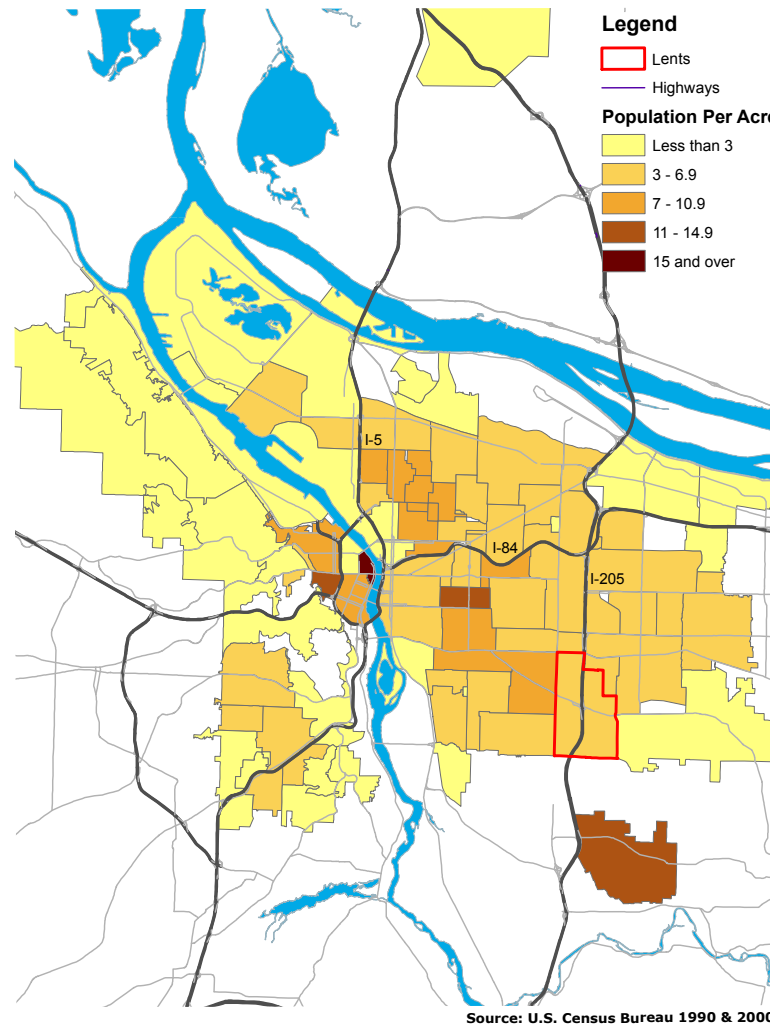 Legend
Lents
Highways
Population Per Acre
Less than 3
3 - 6.9
7 - 10.9
11 - 14.9
15 and over
I-5
I-84
I-205
Source: U.S. Census Bureau 1990 & 2000